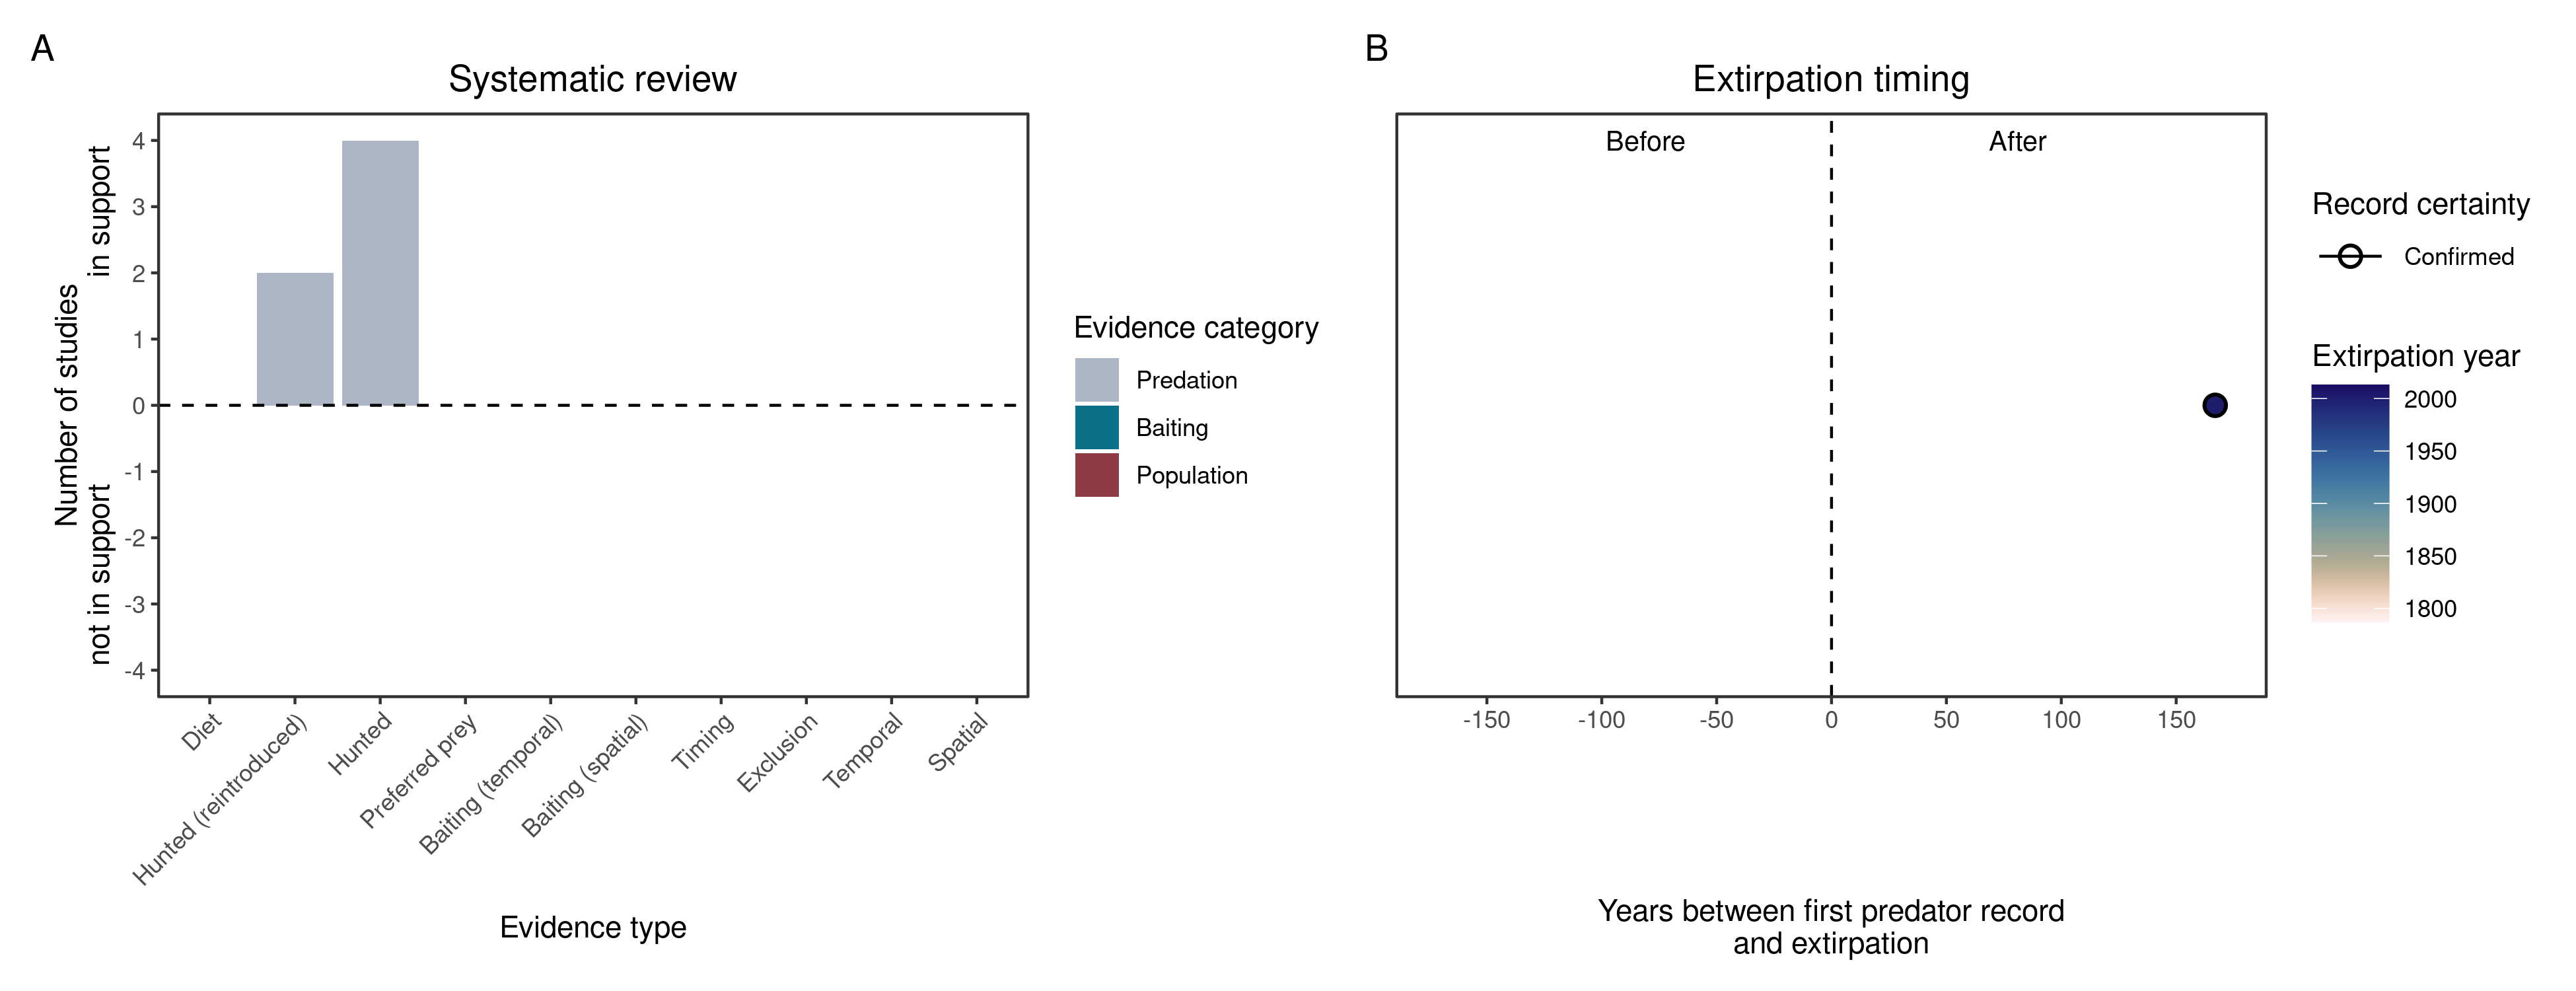 A
Systematic review
Number of studies
in support
not in support
4
3
2
1
0
-1
-2
-3
-4
Diet
Hunted (reintroduced)
Hunted
Preferred prey
Baiting (temporal)
Baiting (spatial)
Timing
Exclusion
Temporal
Spatial
Evidence type
Evidence category
Predation
Baiting
Population
B
Extirpation timing
Before
After
-150
-100
-50
0
50
100
150
Years between first predator record
and extirpation
Record certainty
Confirmed
Extirpation year
2000
1950
1900
1850
1800